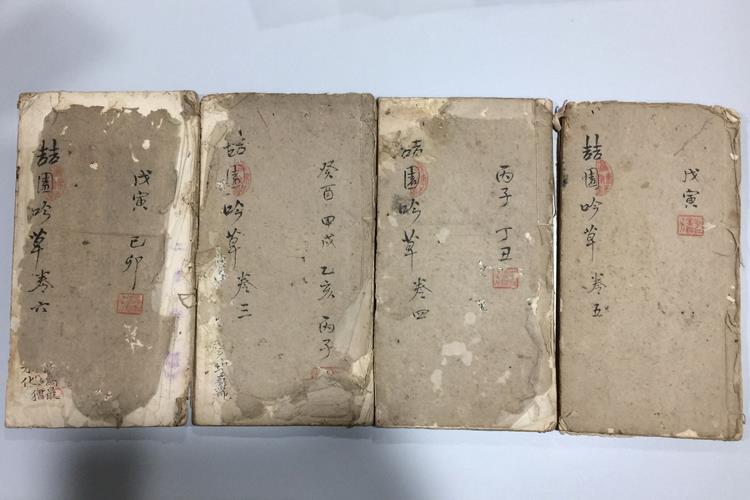 戊寅
喆園吟草 卷五
丙子 丁丑
喆園吟草 卷四
癸酉 甲戌 乙亥 丙子
喆園吟草 卷三
戊寅 己卯
喆園吟草 卷六